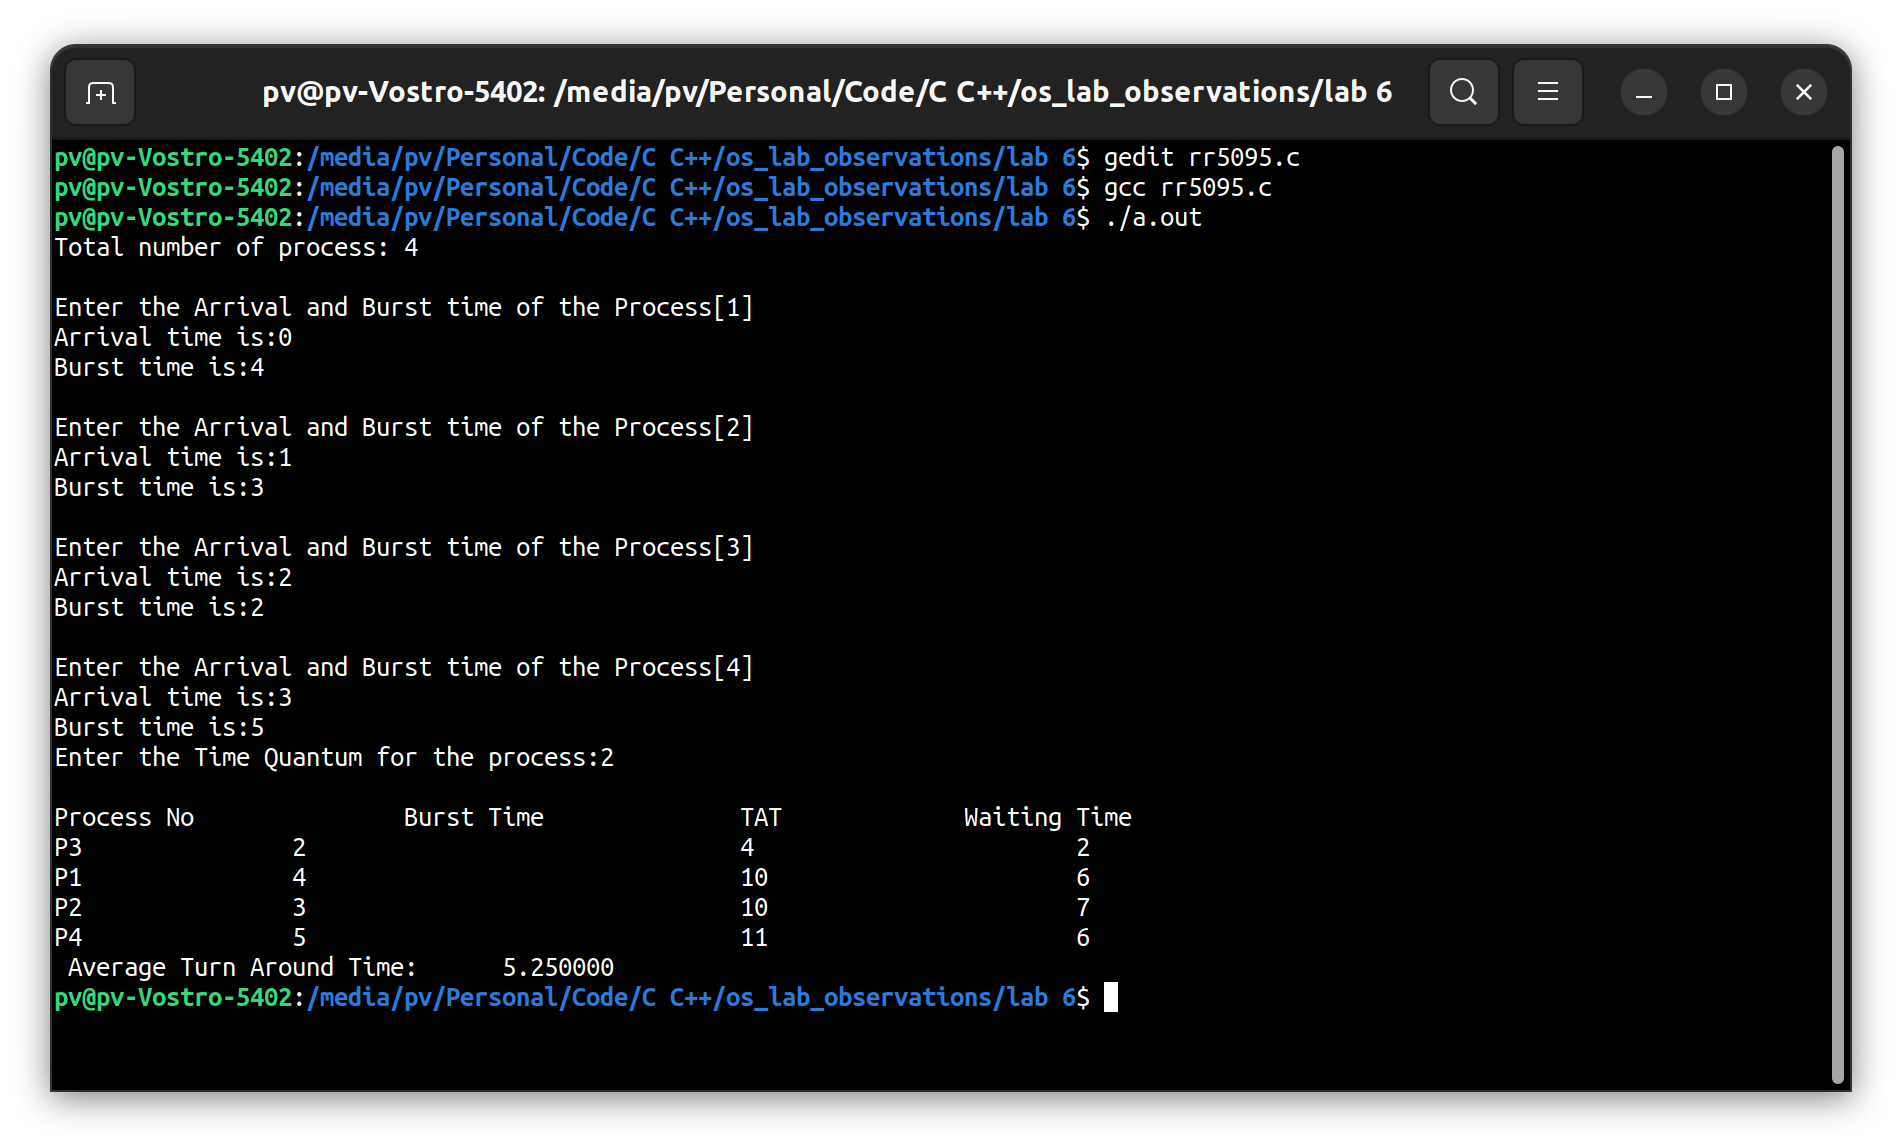 pv@pv-Vostro-5402: /media/pv/Personal/Code/C C++/os_lab_observations/lab 6
pv@pv-Vostro-5402:/media/pv/Personal/Code/C C++/os_lab_observations/lab 6$ gedit rr5095.c
pv@pv-Vostro-5402:/media/pv/Personal/Code/C C++/os_lab_observations/lab 6$ gcc rr5095.c
pv@pv-Vostro-5402:/media/pv/Personal/Code/C C++/os_lab_observations/lab 6$ ./a.out
Total number of process: 4
Enter the Arrival and Burst time of the Process[1]
Arrival time is:0
Burst time is:4
Enter the Arrival and Burst time of the Process[2]
Arrival time is:1
Burst time is:3
Enter the Arrival and Burst time of the Process[3]
Arrival time is:2
Burst time is:2
Enter the Arrival and Burst time of the Process[4]
Arrival time is:3
Burst time is:5
Enter the Time Quantum for the process:2
Process No Burst Time TAT Waiting Time
P3 2 4 2
P1 4 10 6
P2 3 10 7
P4 5 11 6
Average Turn Around Time: 5.250000
pv@pv-Vostro-5402:/media/pv/Personal/Code/C C++/os_lab_observations/lab 6$